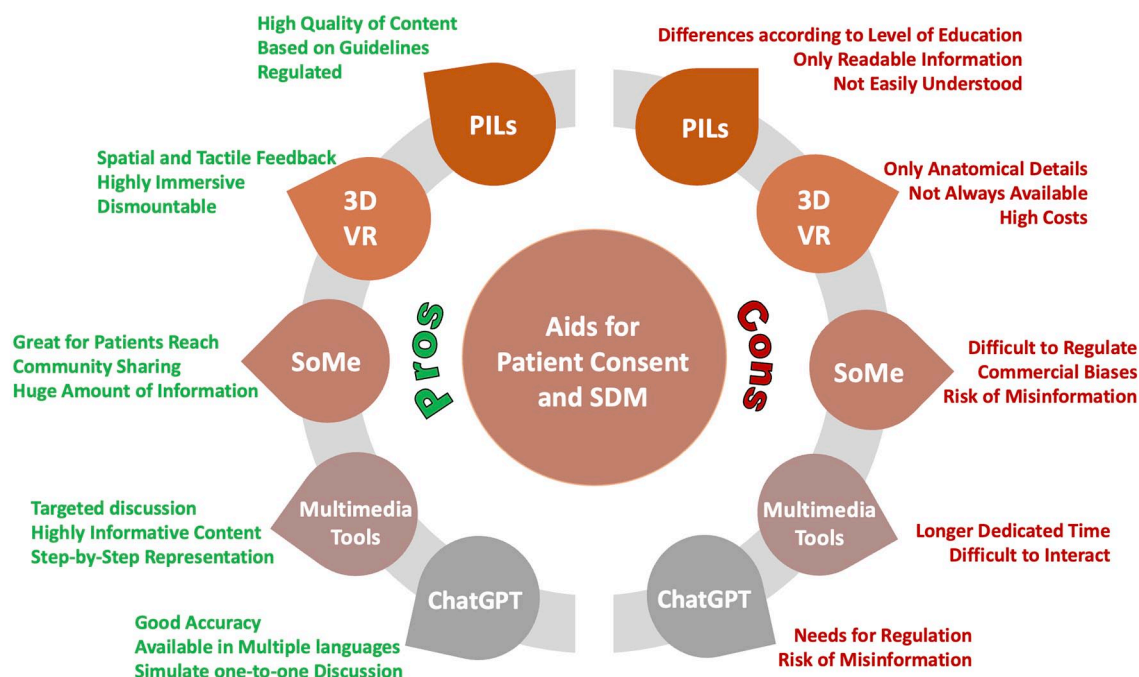 High Quality of Content
Based on Guidelines
Regulated
PILs
Spatial and Tactile Feedback
Highly Immersive
Dismountable
3D
VR
Great for Patients Reach
Community Sharing
Huge Amount of Information
SoMe
Targeted discussion
Highly Informative Content
Step-by-Step Representation
Multimedia
Tools
Good Accuracy
Available in Multiple languages
Simulate one-to-one Discussion
ChatGPT
Pros
Aids for
Patient Consent
and SDM
Cons
Differences according to Level of Education
Only Readable Information
Not Easily Understood
PILs
Only Anatomical Details
Not Always Available
High Costs
3D
VR
Difficult to Regulate
Commercial Biases
Risk of Misinformation
SoMe
Longer Dedicated Time
Difficult to Interact
Multimedia
Tools
Needs for Regulation
Risk of Misinformation
ChatGPT